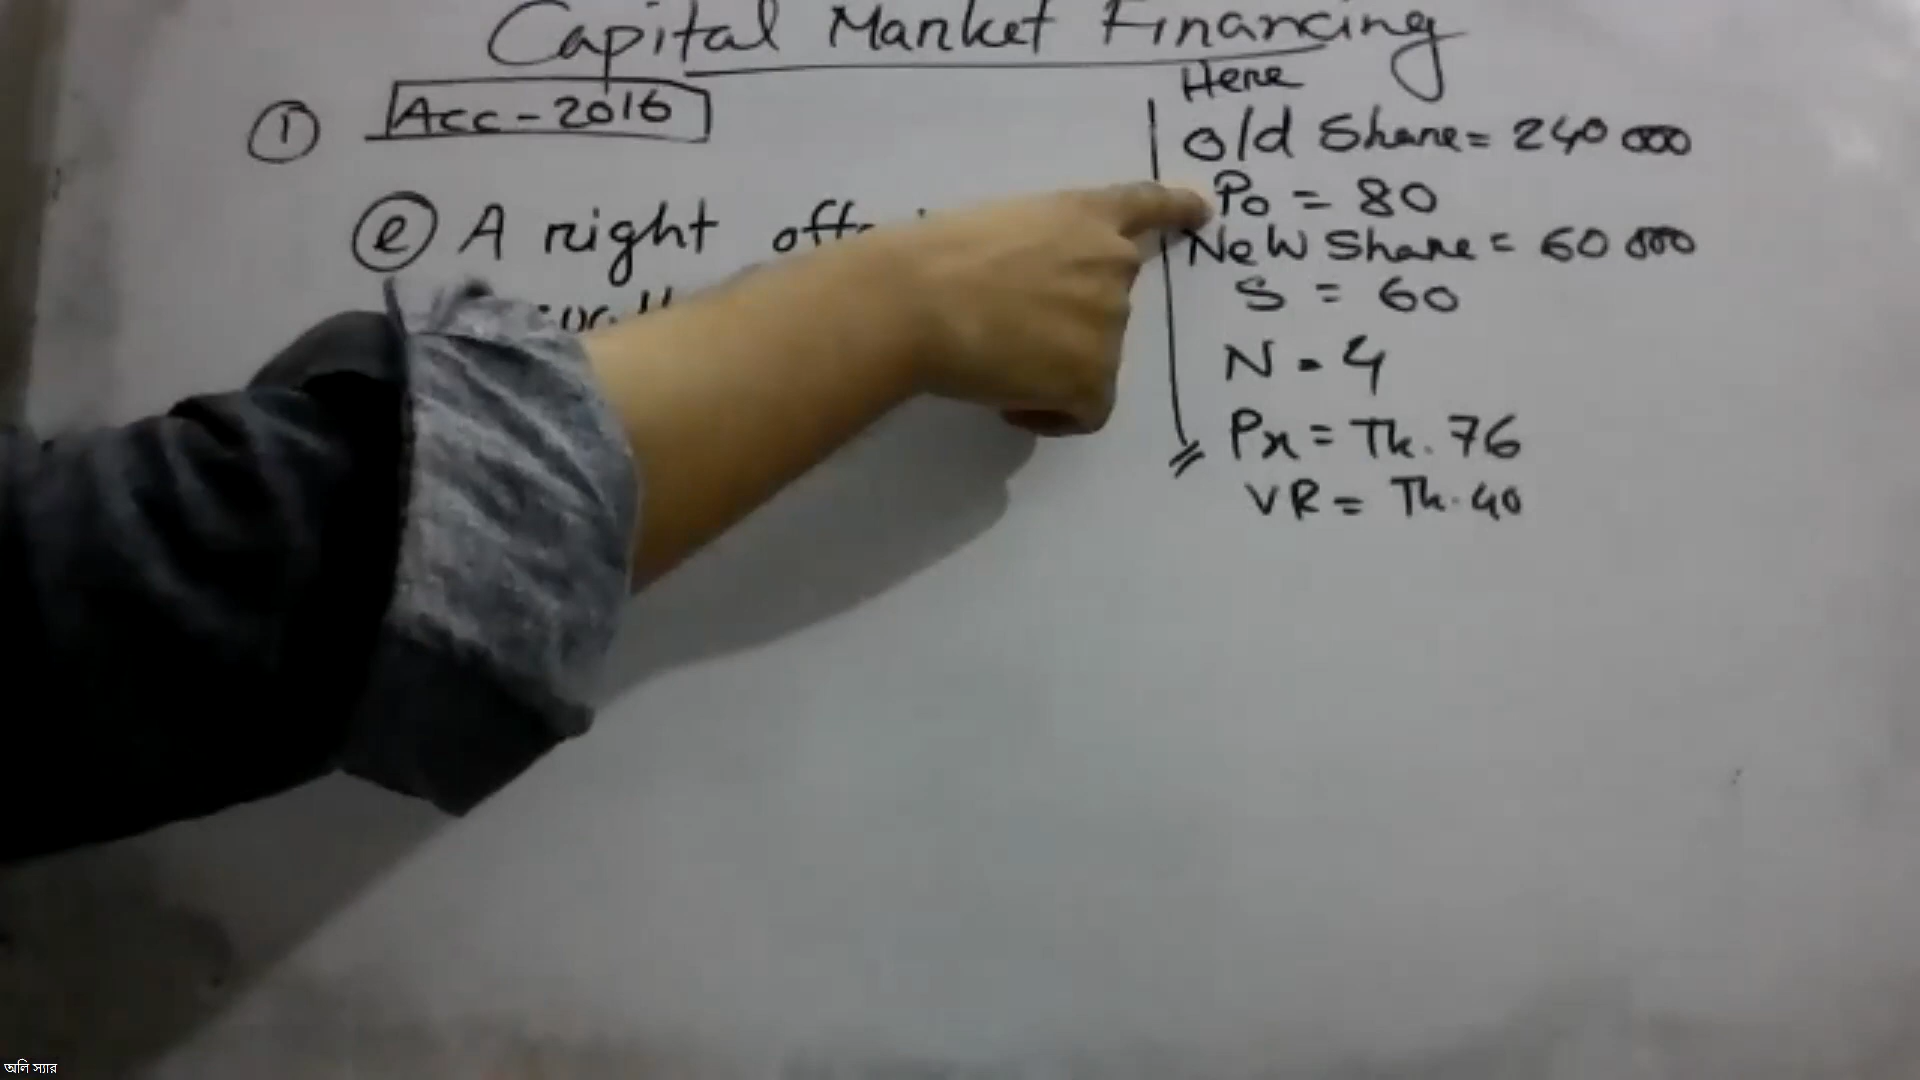 Capital Market Financing
① Acc-2016
ⓔ A right
Here
Old Share = 240 000
Po = 80
New Share = 60 000
S = 60
N = 4
Px = Tk. 76
VR = Tk. 40
অলি স্যার